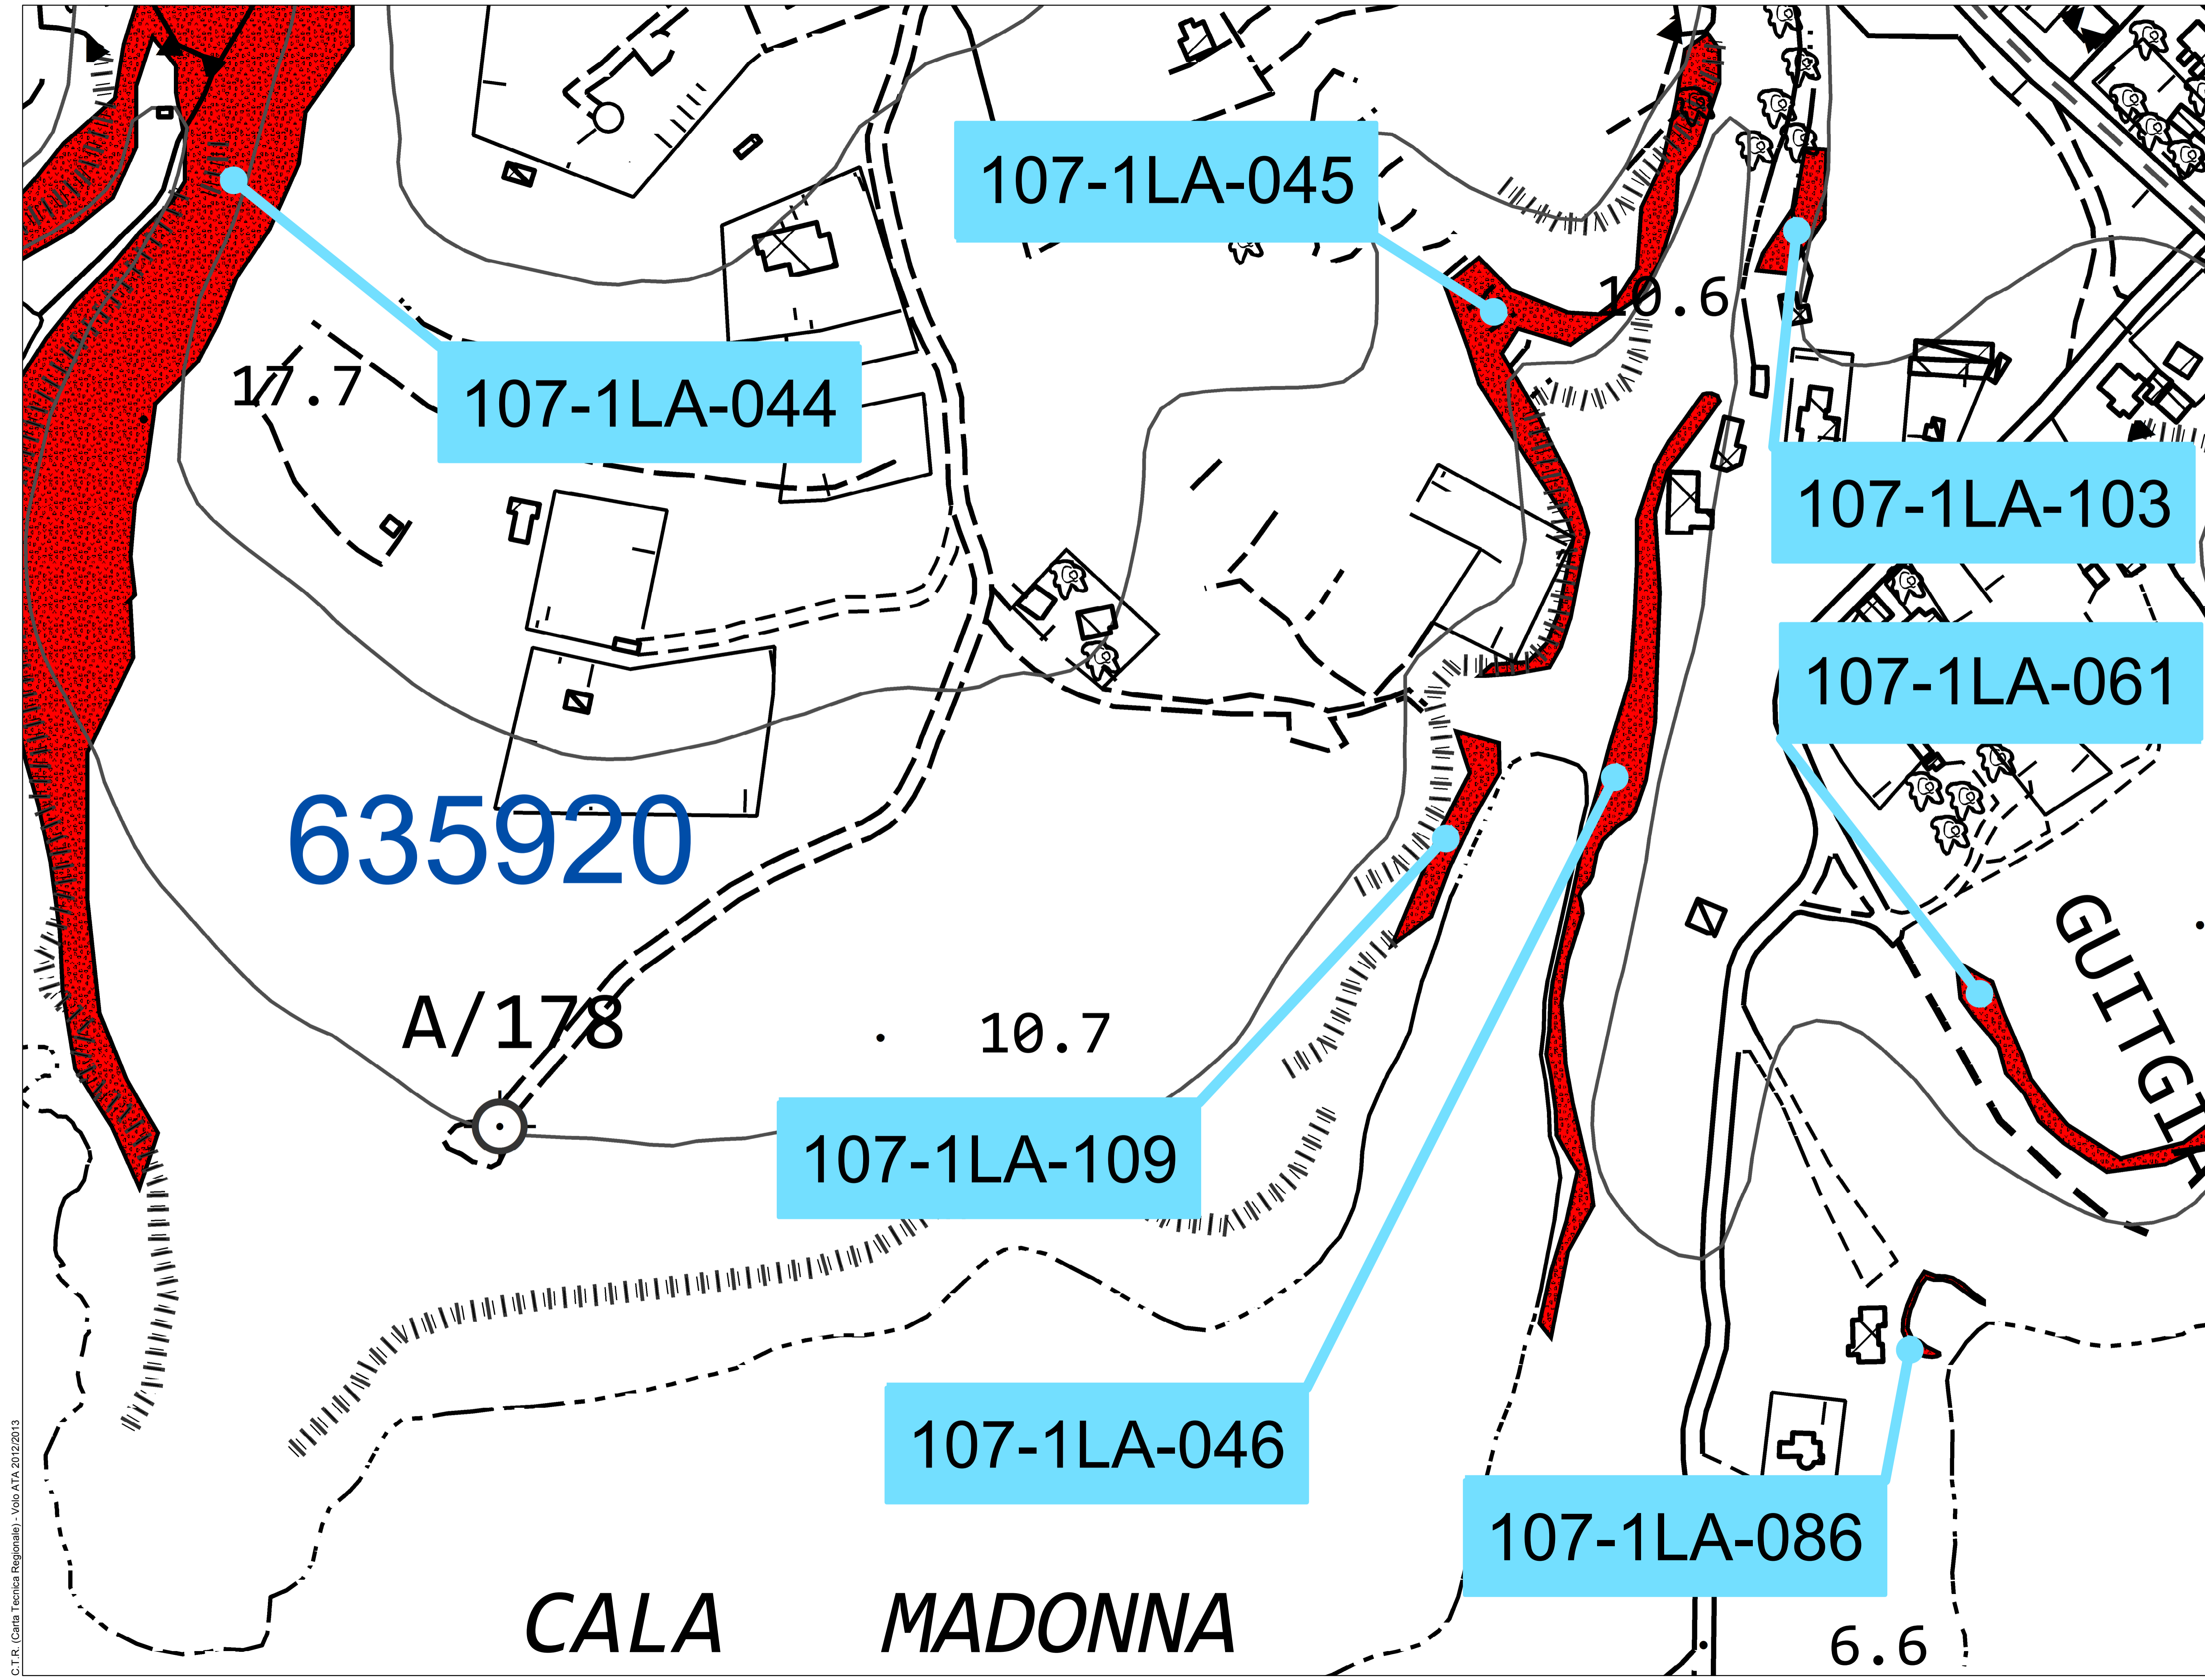 107-1LA-045
10.6
17.7
107-1LA-044
107-1LA-103
107-1LA-061
635920
GUITGIA
A/178
10.7
107-1LA-109
107-1LA-046
107-1LA-086
CALA MADONNA
6.6
C.T.R. (Carta Tecnica Regionale) - Volo ATA 2012/2013